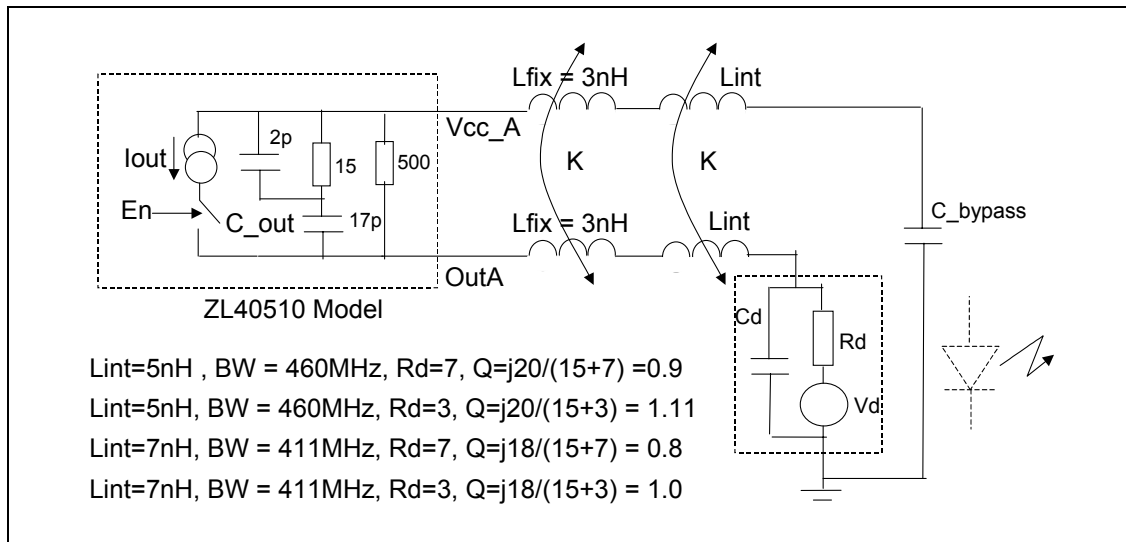 Lfix = 3nH
Lint
Vcc_A
2p
15
500
Iout
K
K
En
C_out
17p
Lfix = 3nH
Lint
C_bypass
OutA
ZL40510 Model
Cd
Rd
Vd
Lint=5nH , BW = 460MHz, Rd=7, Q=j20/(15+7) =0.9
Lint=5nH, BW = 460MHz, Rd=3, Q=j20/(15+3) = 1.11
Lint=7nH, BW = 411MHz, Rd=7, Q=j18/(15+7) = 0.8
Lint=7nH, BW = 411MHz, Rd=3, Q=j18/(15+3) = 1.0